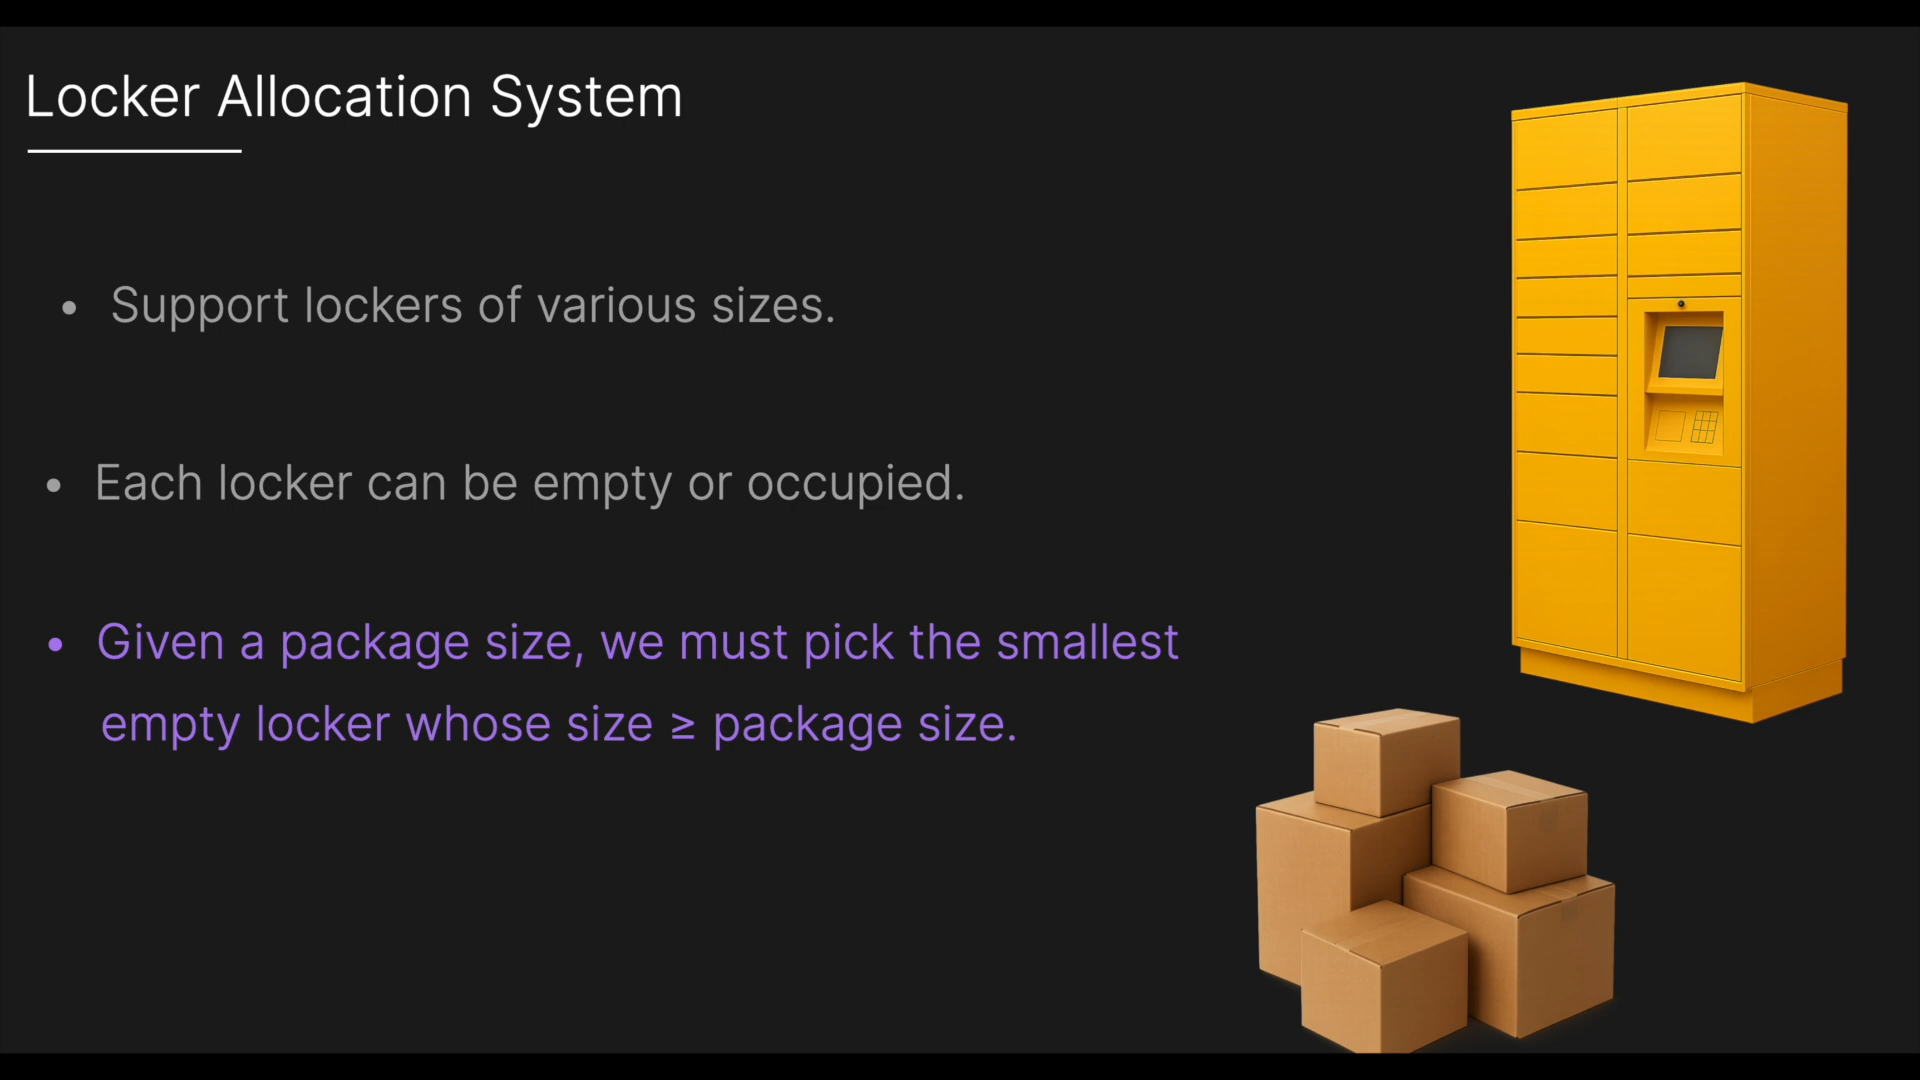 Locker Allocation System
• Support lockers of various sizes.
• Each locker can be empty or occupied.
• Given a package size, we must pick the smallest
empty locker whose size ≥ package size.